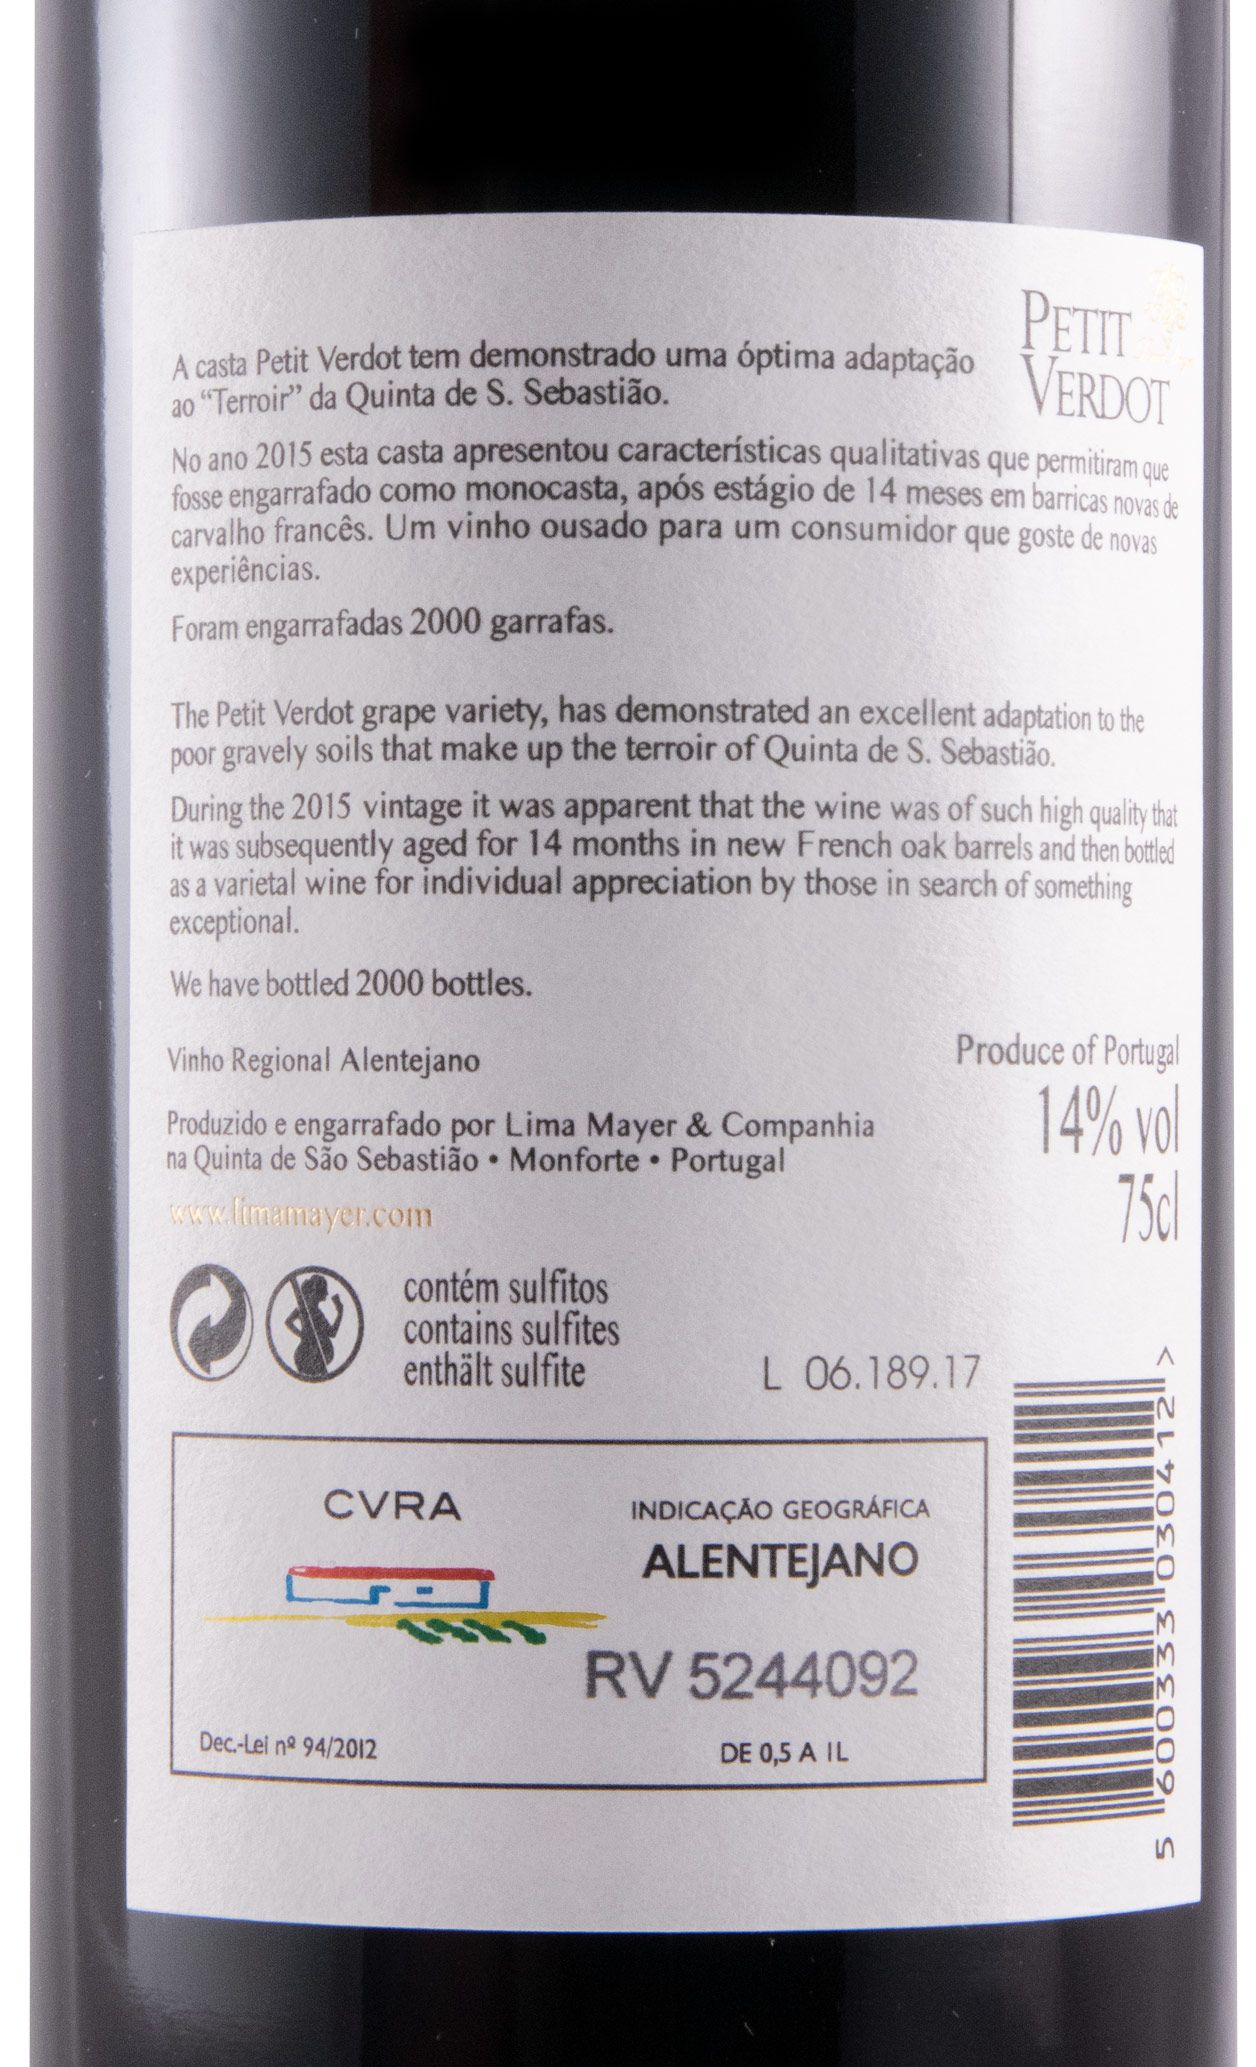 PETIT
VERDOT
A casta Petit Verdot tem demonstrado uma óptima adaptação
ao “Terroir” da Quinta de S. Sebastião.
No ano 2015 esta casta apresentou características qualitativas que permitiram que
fosse engarrafado como monocasta, após estágio de 14 meses em barricas novas de
carvalho francês. Um vinho ousado para um consumidor que goste de novas
experiências.
Foram engarrafadas 2000 garrafas.
The Petit Verdot grape variety, has demonstrated an excellent adaptation to the
poor gravely soils that make up the terroir of Quinta de S. Sebastião.
During the 2015 vintage it was apparent that the wine was of such high quality that
it was subsequently aged for 14 months in new French oak barrels and then bottled
as a varietal wine for individual appreciation by those in search of something
exceptional.
We have bottled 2000 bottles.
Vinho Regional Alentejano
Produzido e engarrafado por Lima Mayer & Companhia
na Quinta de São Sebastião • Monforte • Portugal
www.limamayer.com
Produce of Portugal
14% vol
75cl
contém sulfitos
contains sulfites
enthält sulfite
L 06.189.17
CVRA
INDICAÇÃO GEOGRÁFICA
ALENTEJANO
RV 5244092
Dec.-Lei nº 94/2012
DE 0,5 A 1L
5 600333 030412 >